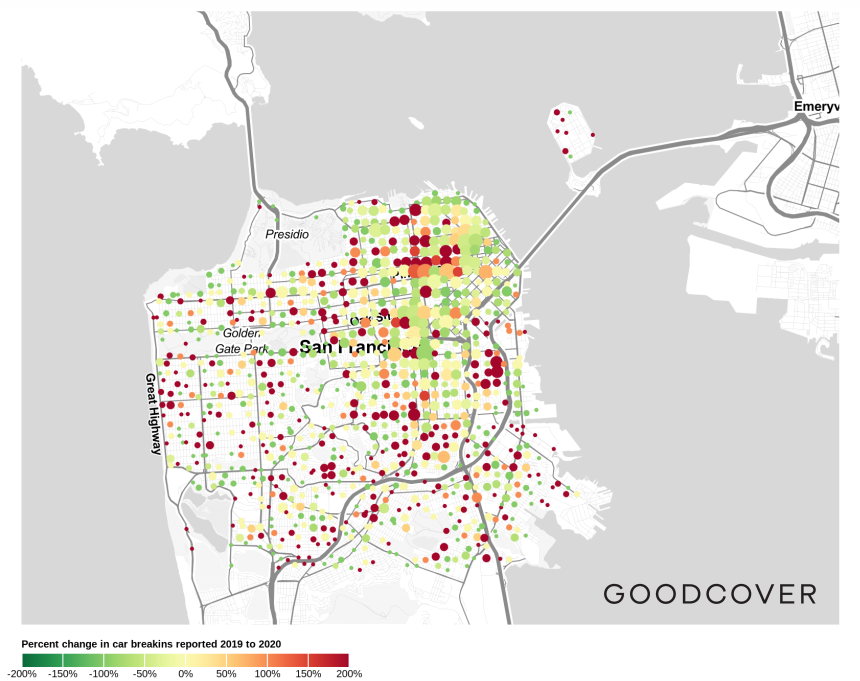 Emeryv
Presidio
Golden
Gate Park
San Franci
Great Highway
GOODCOVER
Percent change in car breakins reported 2019 to 2020
-200% -150% -100% -50% 0% 50% 100% 150% 200%